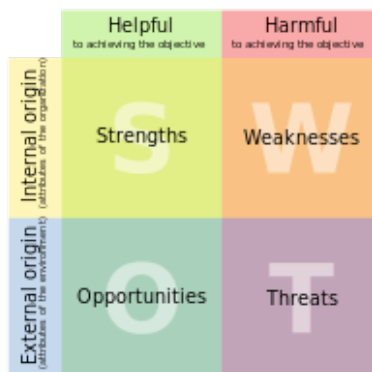 Helpful
to achieving the objective
Harmful
to achieving the objective
Internal origin
(attributes of the organization)
S
Strengths
W
Weaknesses
External origin
(attributes of the environment)
O
Opportunities
T
Threats